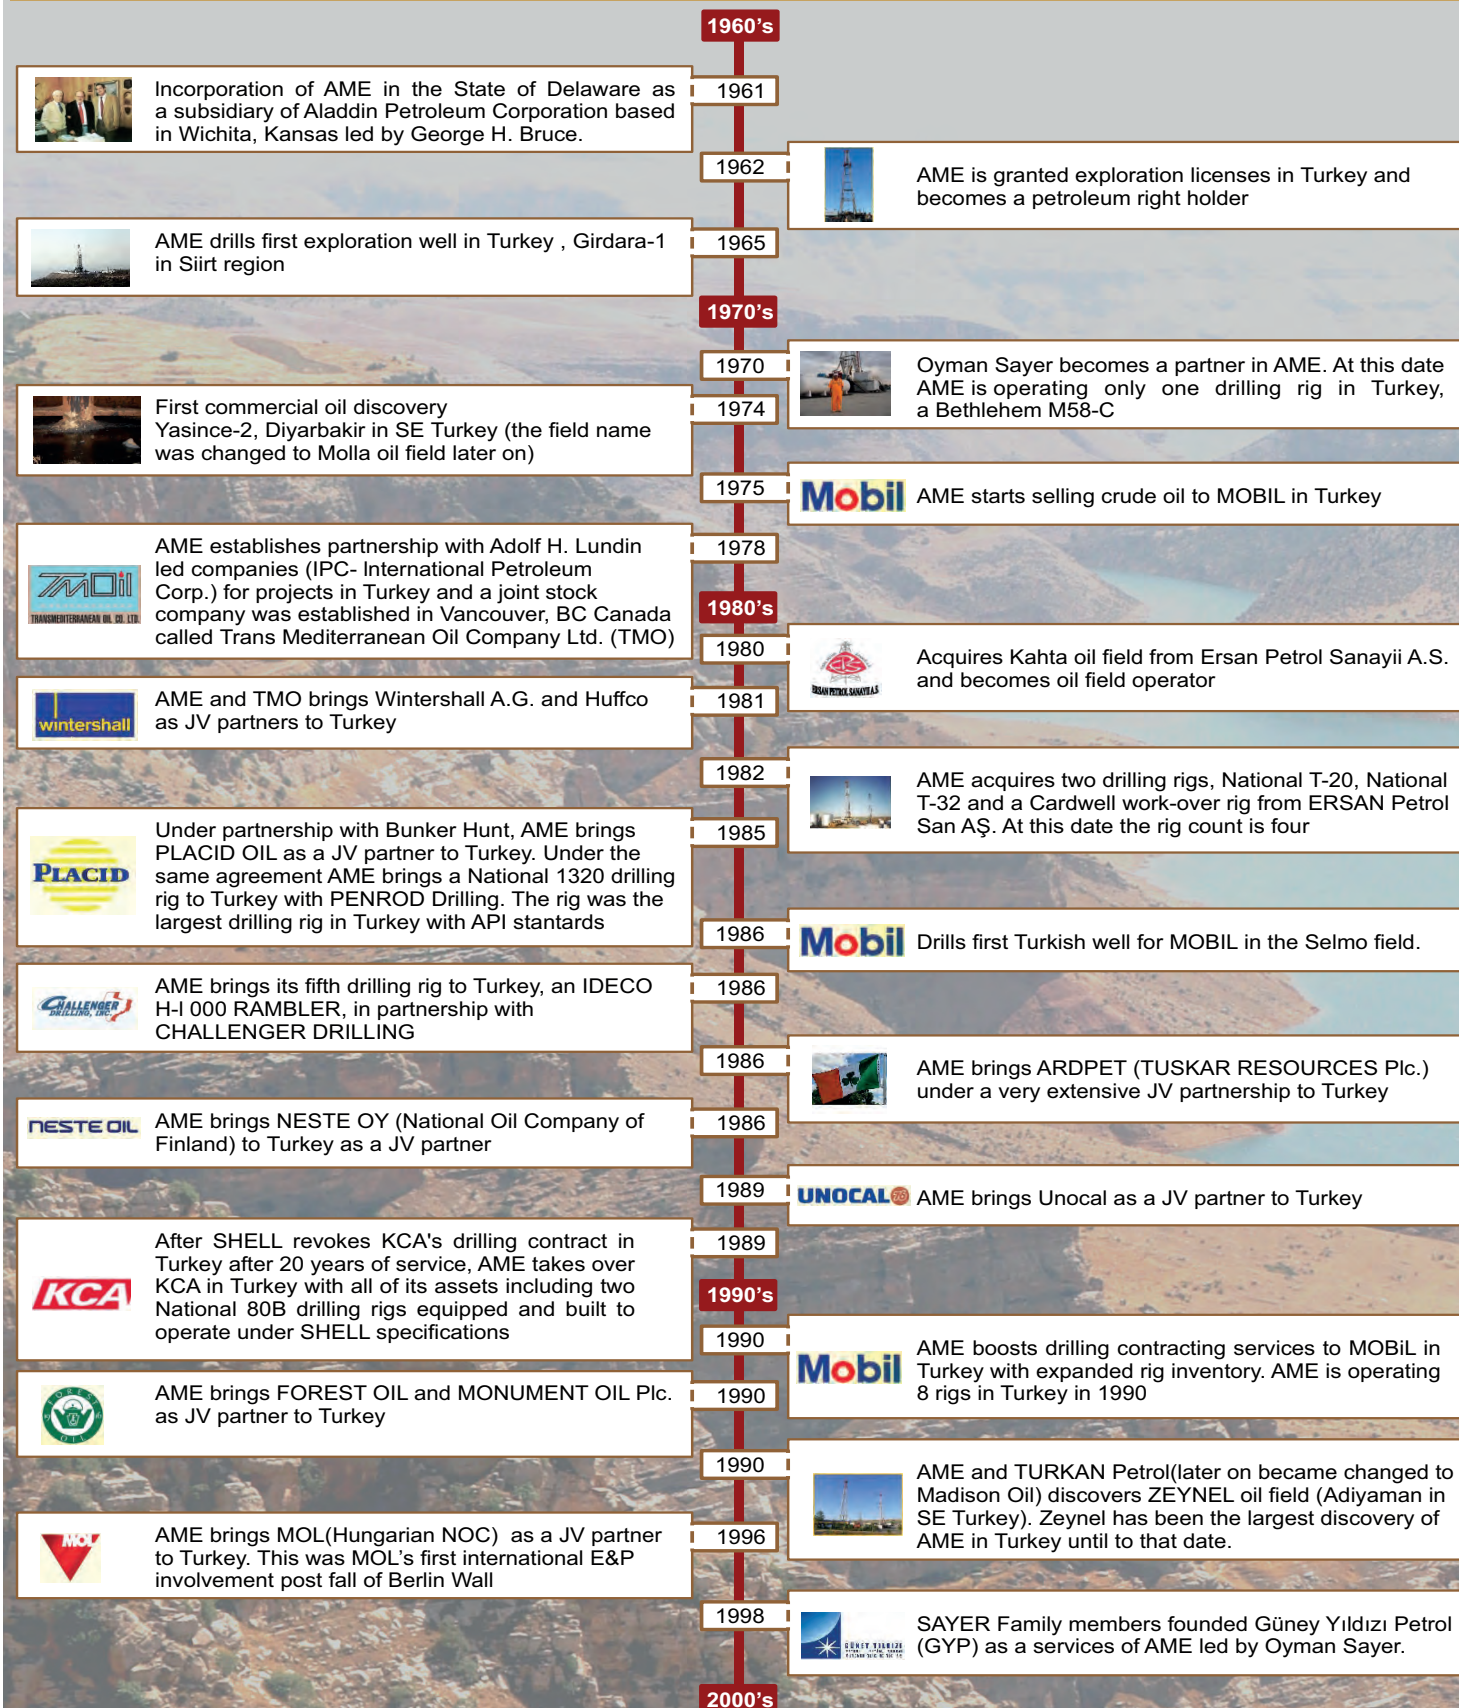 1960's
1961
Incorporation of AME in the State of Delaware as
a subsidiary of Aladdin Petroleum Corporation based
in Wichita, Kansas led by George H. Bruce.
1962
AME is granted exploration licenses in Turkey and
becomes a petroleum right holder
1965
AME drills first exploration well in Turkey , Girdara-1
in Siirt region
1970's
1970
Oyman Sayer becomes a partner in AME. At this date
AME is operating only one drilling rig in Turkey,
a Bethlehem M58-C
1974
First commercial oil discovery
Yasince-2, Diyarbakir in SE Turkey (the field name
was changed to Molla oil field later on)
1975
Mobil
AME starts selling crude oil to MOBIL in Turkey
1978
TMOil
TRANSMEDITERRANEAN OIL CO. LTD.
AME establishes partnership with Adolf H. Lundin
led companies (IPC- International Petroleum
Corp.) for projects in Turkey and a joint stock
company was established in Vancouver, BC Canada
called Trans Mediterranean Oil Company Ltd. (TMO)
1980's
1980
ERSAN PETROL SANAYİİ A.S.
Acquires Kahta oil field from Ersan Petrol Sanayii A.S.
and becomes oil field operator
1981
wintershall
AME and TMO brings Wintershall A.G. and Huffco
as JV partners to Turkey
1982
AME acquires two drilling rigs, National T-20, National
T-32 and a Cardwell work-over rig from ERSAN Petrol
San AŞ. At this date the rig count is four
1985
PLACID
Under partnership with Bunker Hunt, AME brings
PLACID OIL as a JV partner to Turkey. Under the
same agreement AME brings a National 1320 drilling
rig to Turkey with PENROD Drilling. The rig was the
largest drilling rig in Turkey with API stantards
1986
Mobil
Drills first Turkish well for MOBIL in the Selmo field.
1986
CHALLENGER
DRILLING, INC.
AME brings its fifth drilling rig to Turkey, an IDECO
H-I 000 RAMBLER, in partnership with
CHALLENGER DRILLING
1986
AME brings ARDPET (TUSKAR RESOURCES Plc.)
under a very extensive JV partnership to Turkey
1986
NESTE OIL
AME brings NESTE OY (National Oil Company of
Finland) to Turkey as a JV partner
1989
UNOCAL 76
AME brings Unocal as a JV partner to Turkey
1989
KCA
After SHELL revokes KCA's drilling contract in
Turkey after 20 years of service, AME takes over
KCA in Turkey with all of its assets including two
National 80B drilling rigs equipped and built to
operate under SHELL specifications
1990's
1990
Mobil
AME boosts drilling contracting services to MOBiL in
Turkey with expanded rig inventory. AME is operating
8 rigs in Turkey in 1990
1990
FOREST
OIL
AME brings FOREST OIL and MONUMENT OIL Plc.
as JV partner to Turkey
1990
AME and TURKAN Petrol(later on became changed to
Madison Oil) discovers ZEYNEL oil field (Adiyaman in
SE Turkey). Zeynel has been the largest discovery of
AME in Turkey until to that date.
1996
MOL
AME brings MOL(Hungarian NOC) as a JV partner
to Turkey. This was MOL's first international E&P
involvement post fall of Berlin Wall
1998
GÜNEY YILDIZI
SAYER Family members founded Güney Yıldızı Petrol
(GYP) as a services of AME led by Oyman Sayer.
2000's